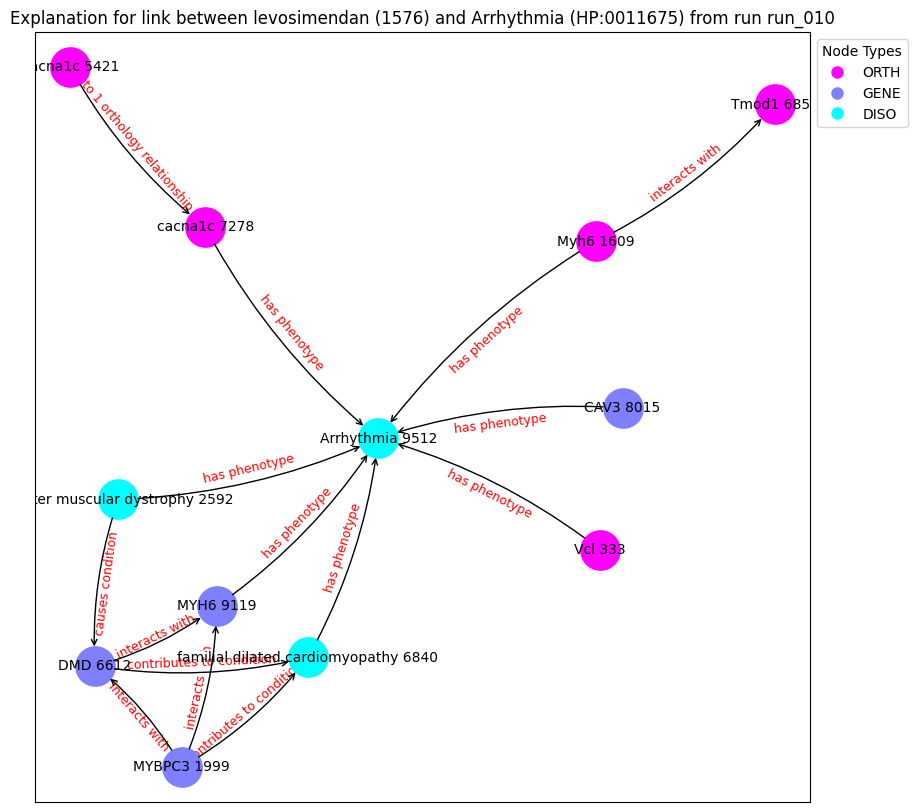 Explanation for link between levosimendan (1576) and Arrhythmia (HP:0011675) from run run_010
Node Types
ORTH
GENE
DISO
cacna1c 5421
Tmod1 685
to 1 orthology relationship
interacts with
cacna1c 7278
Myh6 1609
has phenotype
has phenotype
CAV3 8015
has phenotype
Arrhythmia 9512
has phenotype
has phenotype
ter muscular dystrophy 2592
has phenotype
has phenotype
Vcl 333
causes condition
MYH6 9119
interacts with
contributes to condition
familial dilated cardiomyopathy 6840
DMD 6612
interacts
contributes to condition
interacts with
MYBPC3 1999